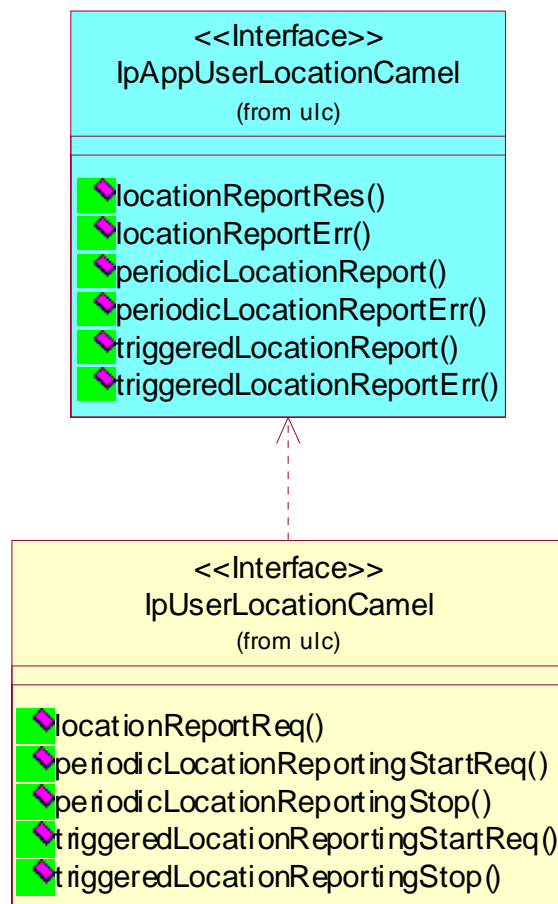 <<Interface>>
IpAppUserLocationCamel
(from ulc)
locationReportRes()
locationReportErr()
periodicLocationReport()
periodicLocationReportErr()
triggeredLocationReport()
triggeredLocationReportErr()
<<Interface>>
IpUserLocationCamel
(from ulc)
locationReportReq()
periodicLocationReportingStartReq()
periodicLocationReportingStop()
triggeredLocationReportingStartReq()
triggeredLocationReportingStop()